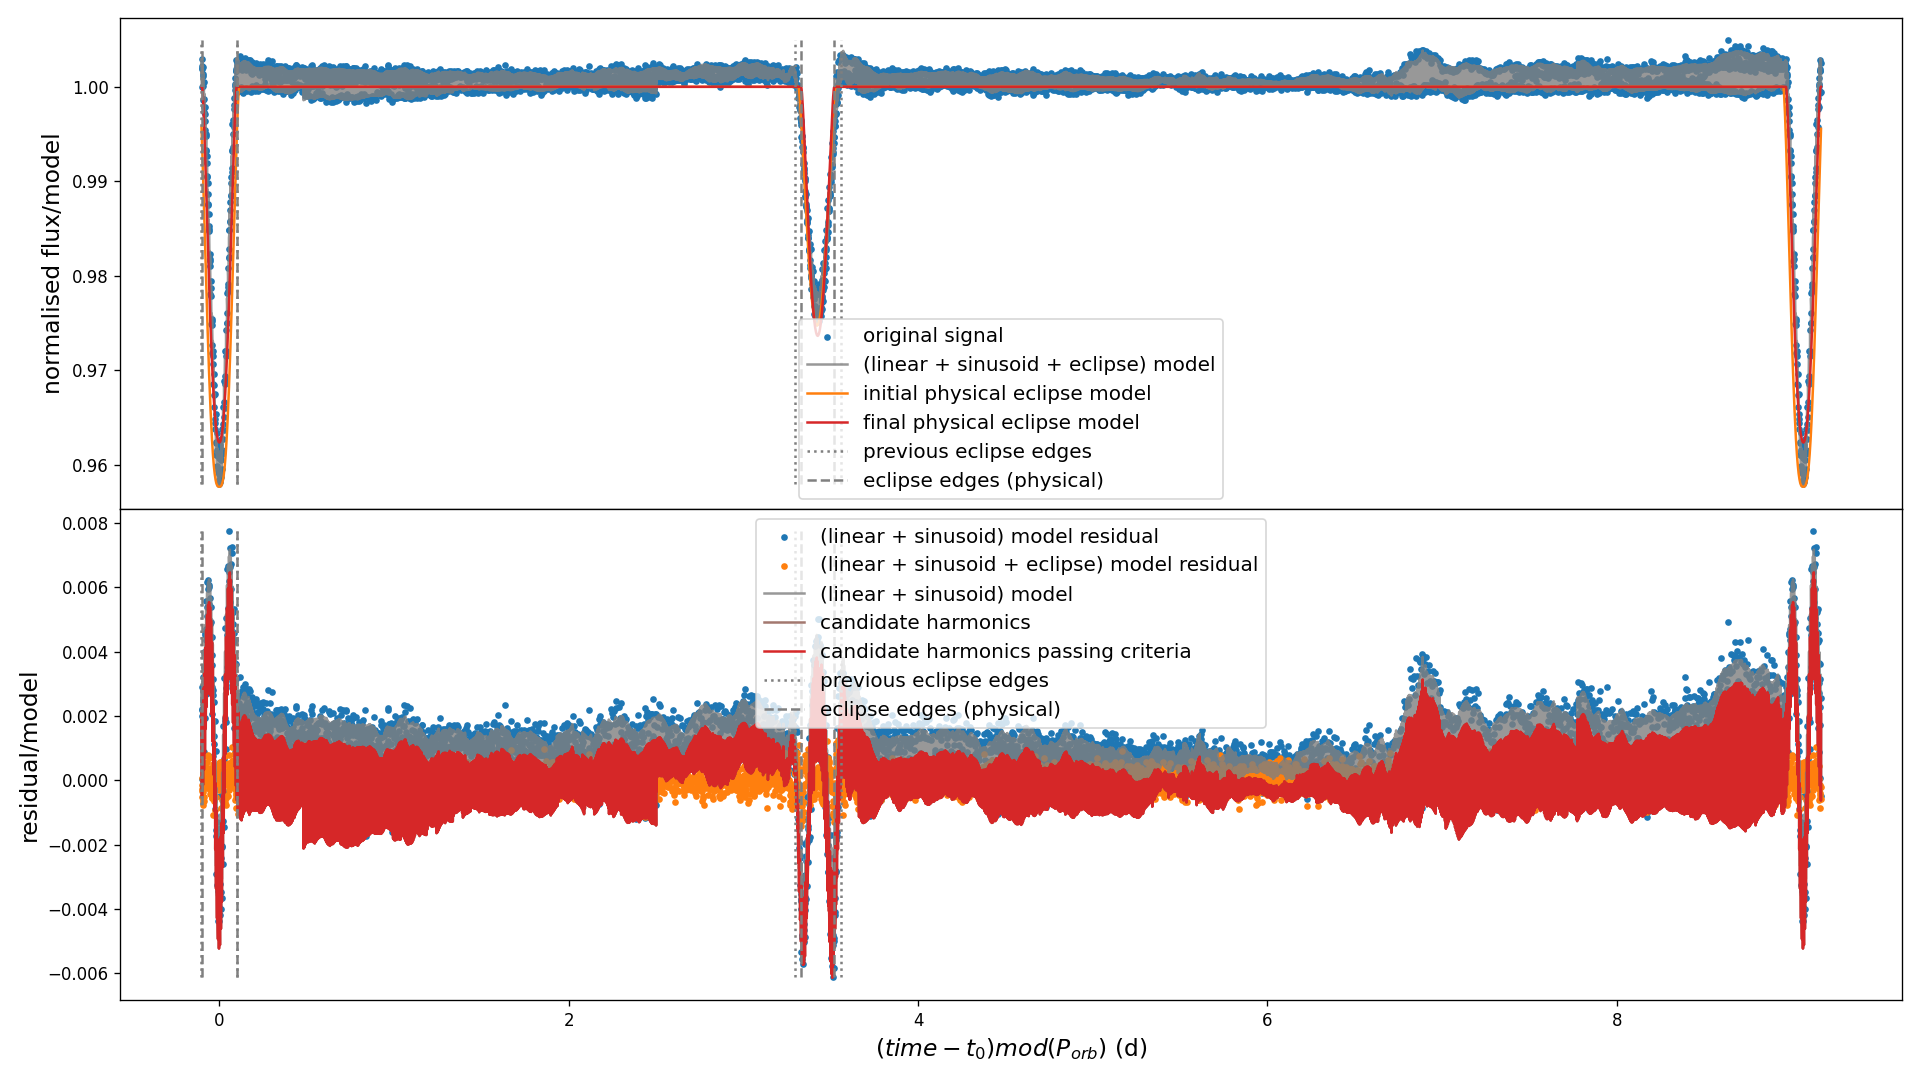 normalised flux/model
1.00
0.99
0.98
0.97
0.96
original signal
(linear + sinusoid + eclipse) model
initial physical eclipse model
final physical eclipse model
previous eclipse edges
eclipse edges (physical)
residual/model
0.008
0.006
0.004
0.002
0.000
−0.002
−0.004
−0.006
(linear + sinusoid) model residual
(linear + sinusoid + eclipse) model residual
(linear + sinusoid) model
candidate harmonics
candidate harmonics passing criteria
previous eclipse edges
eclipse edges (physical)
0 2 4 6 8
(time − t₀)mod(P_orb) (d)